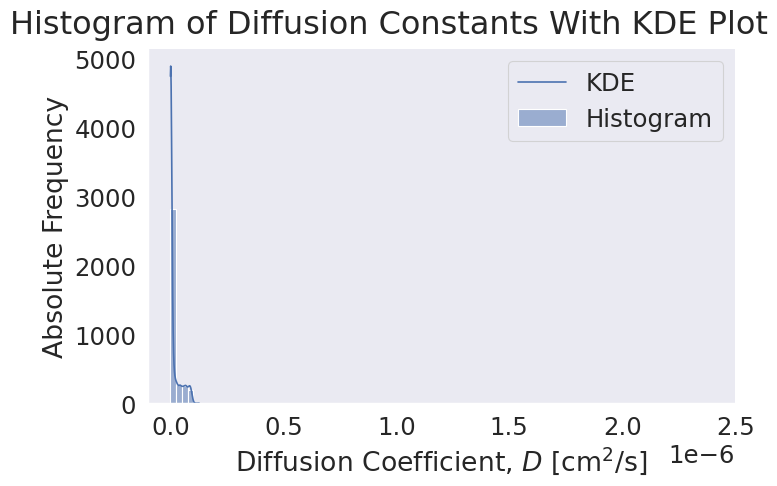 Histogram of Diffusion Constants With KDE Plot
5000
4000
3000
2000
1000
0
Absolute Frequency
KDE
Histogram
0.0 0.5 1.0 1.5 2.0 2.5
1e−6
Diffusion Coefficient, D [cm²/s]